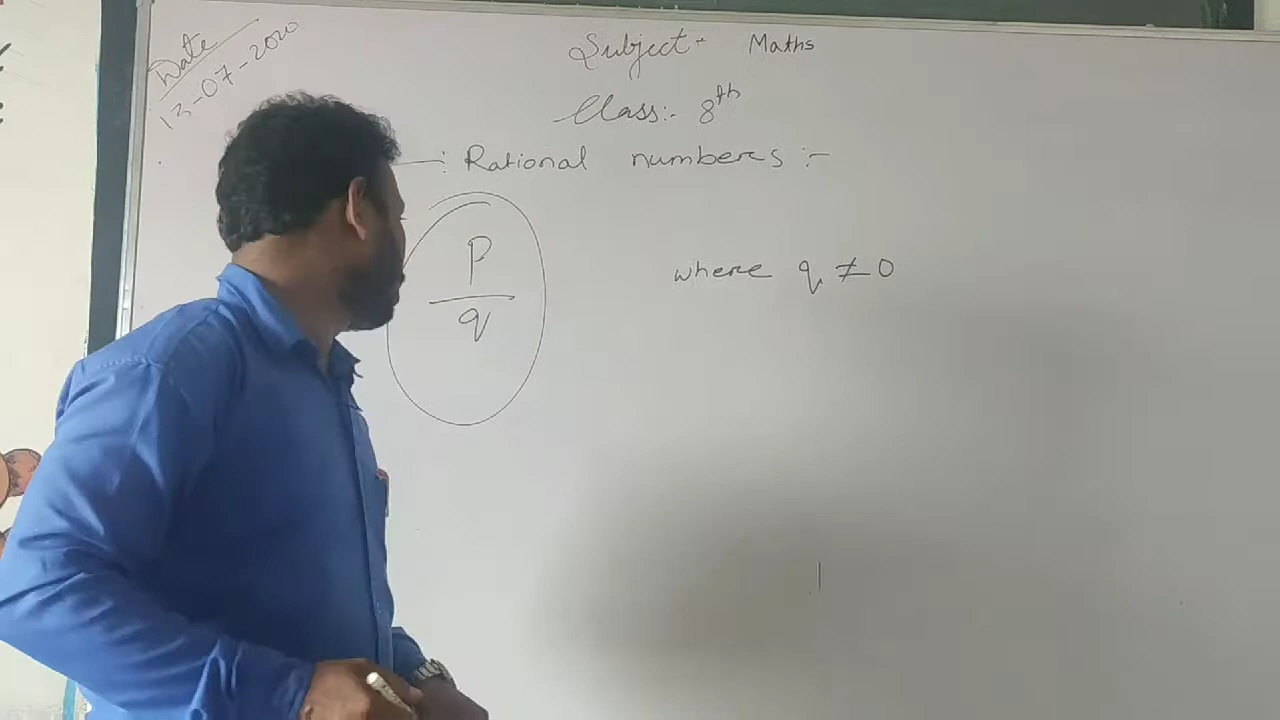 Date
13-07-2020
Subject - Maths
Class:- 8th
—: Rational numbers :-
P
q
where q ≠ 0